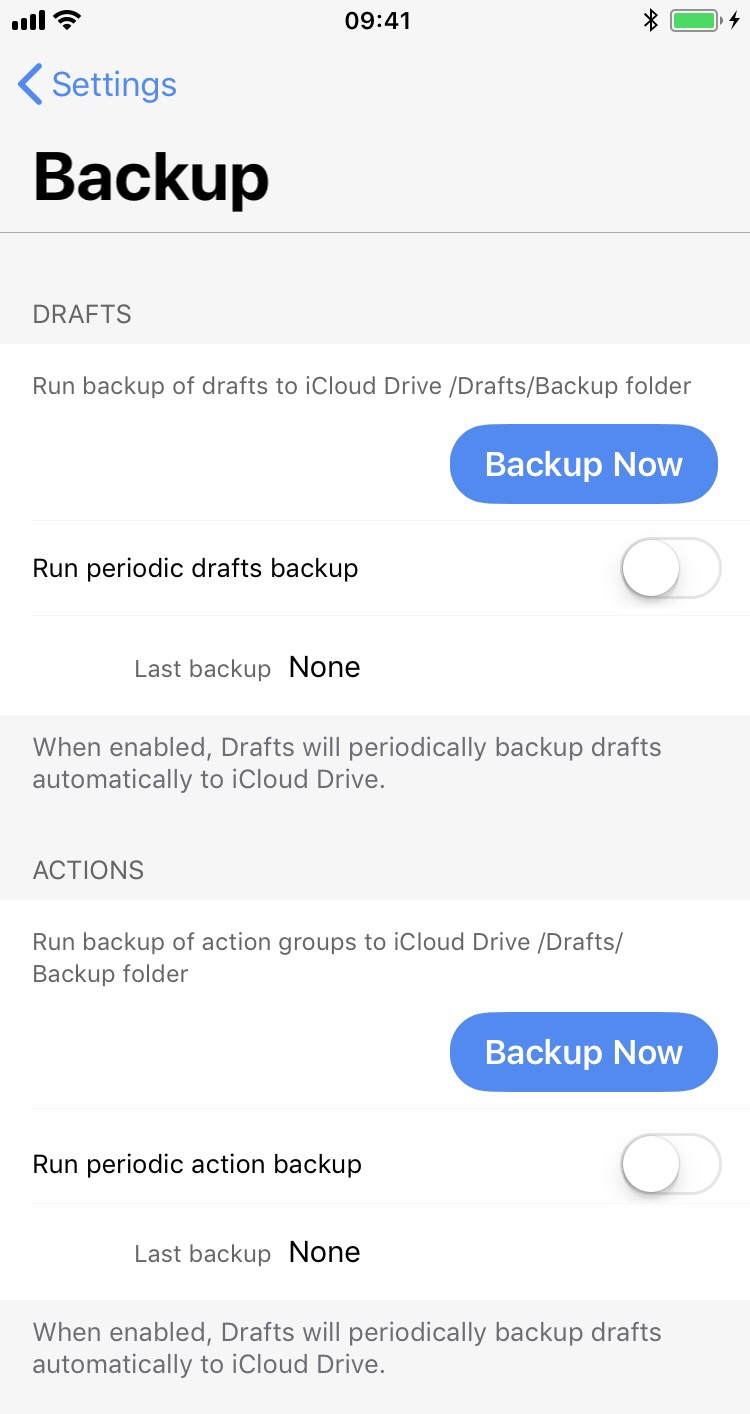 09:41
Settings
Backup
DRAFTS
Run backup of drafts to iCloud Drive /Drafts/Backup folder
Backup Now
Run periodic drafts backup
Last backup None
When enabled, Drafts will periodically backup drafts
automatically to iCloud Drive.
ACTIONS
Run backup of action groups to iCloud Drive /Drafts/
Backup folder
Backup Now
Run periodic action backup
Last backup None
When enabled, Drafts will periodically backup drafts
automatically to iCloud Drive.